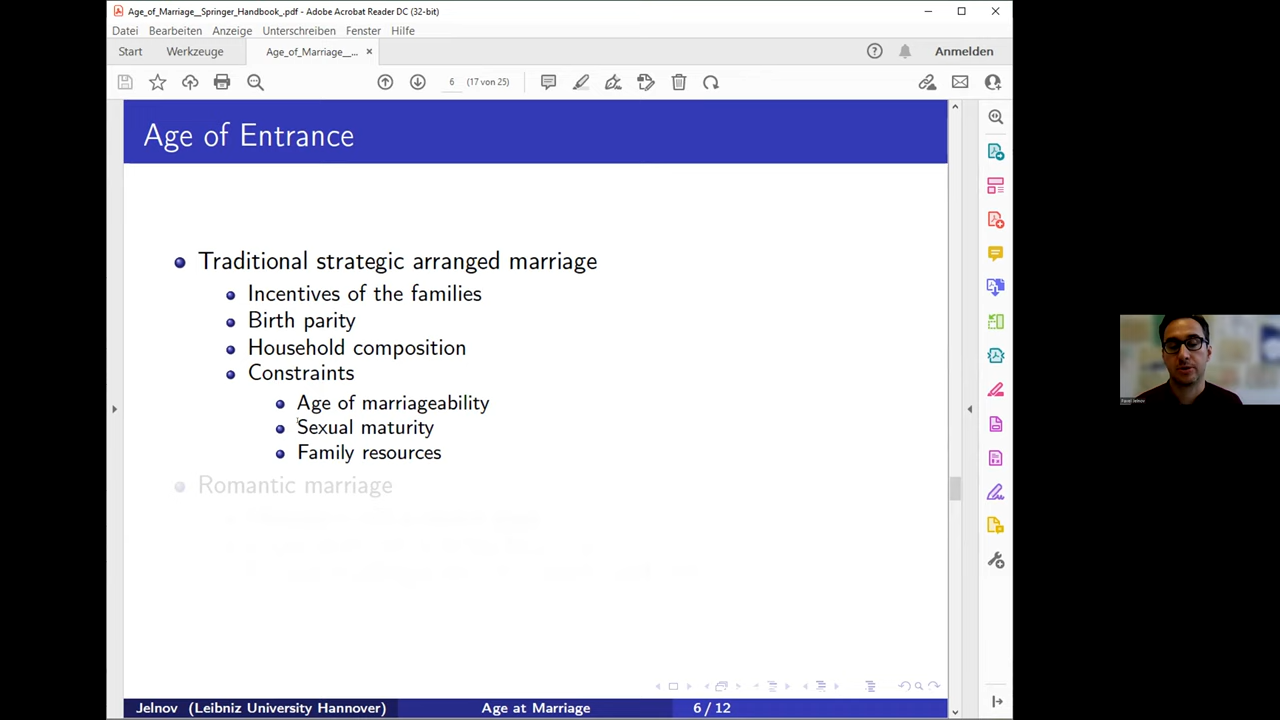 Age_of_Marriage__Springer_Handbook_.pdf - Adobe Acrobat Reader DC (32-bit)
Datei Bearbeiten Anzeige Unterschreiben Fenster Hilfe
Start Werkzeuge Age_of_Marriage__... Anmelden
6 (17 von 25)
Age of Entrance
Traditional strategic arranged marriage
Incentives of the families
Birth parity
Household composition
Constraints
Age of marriageability
Sexual maturity
Family resources
Romantic marriage
Jelnov (Leibniz University Hannover) Age at Marriage 6 / 12